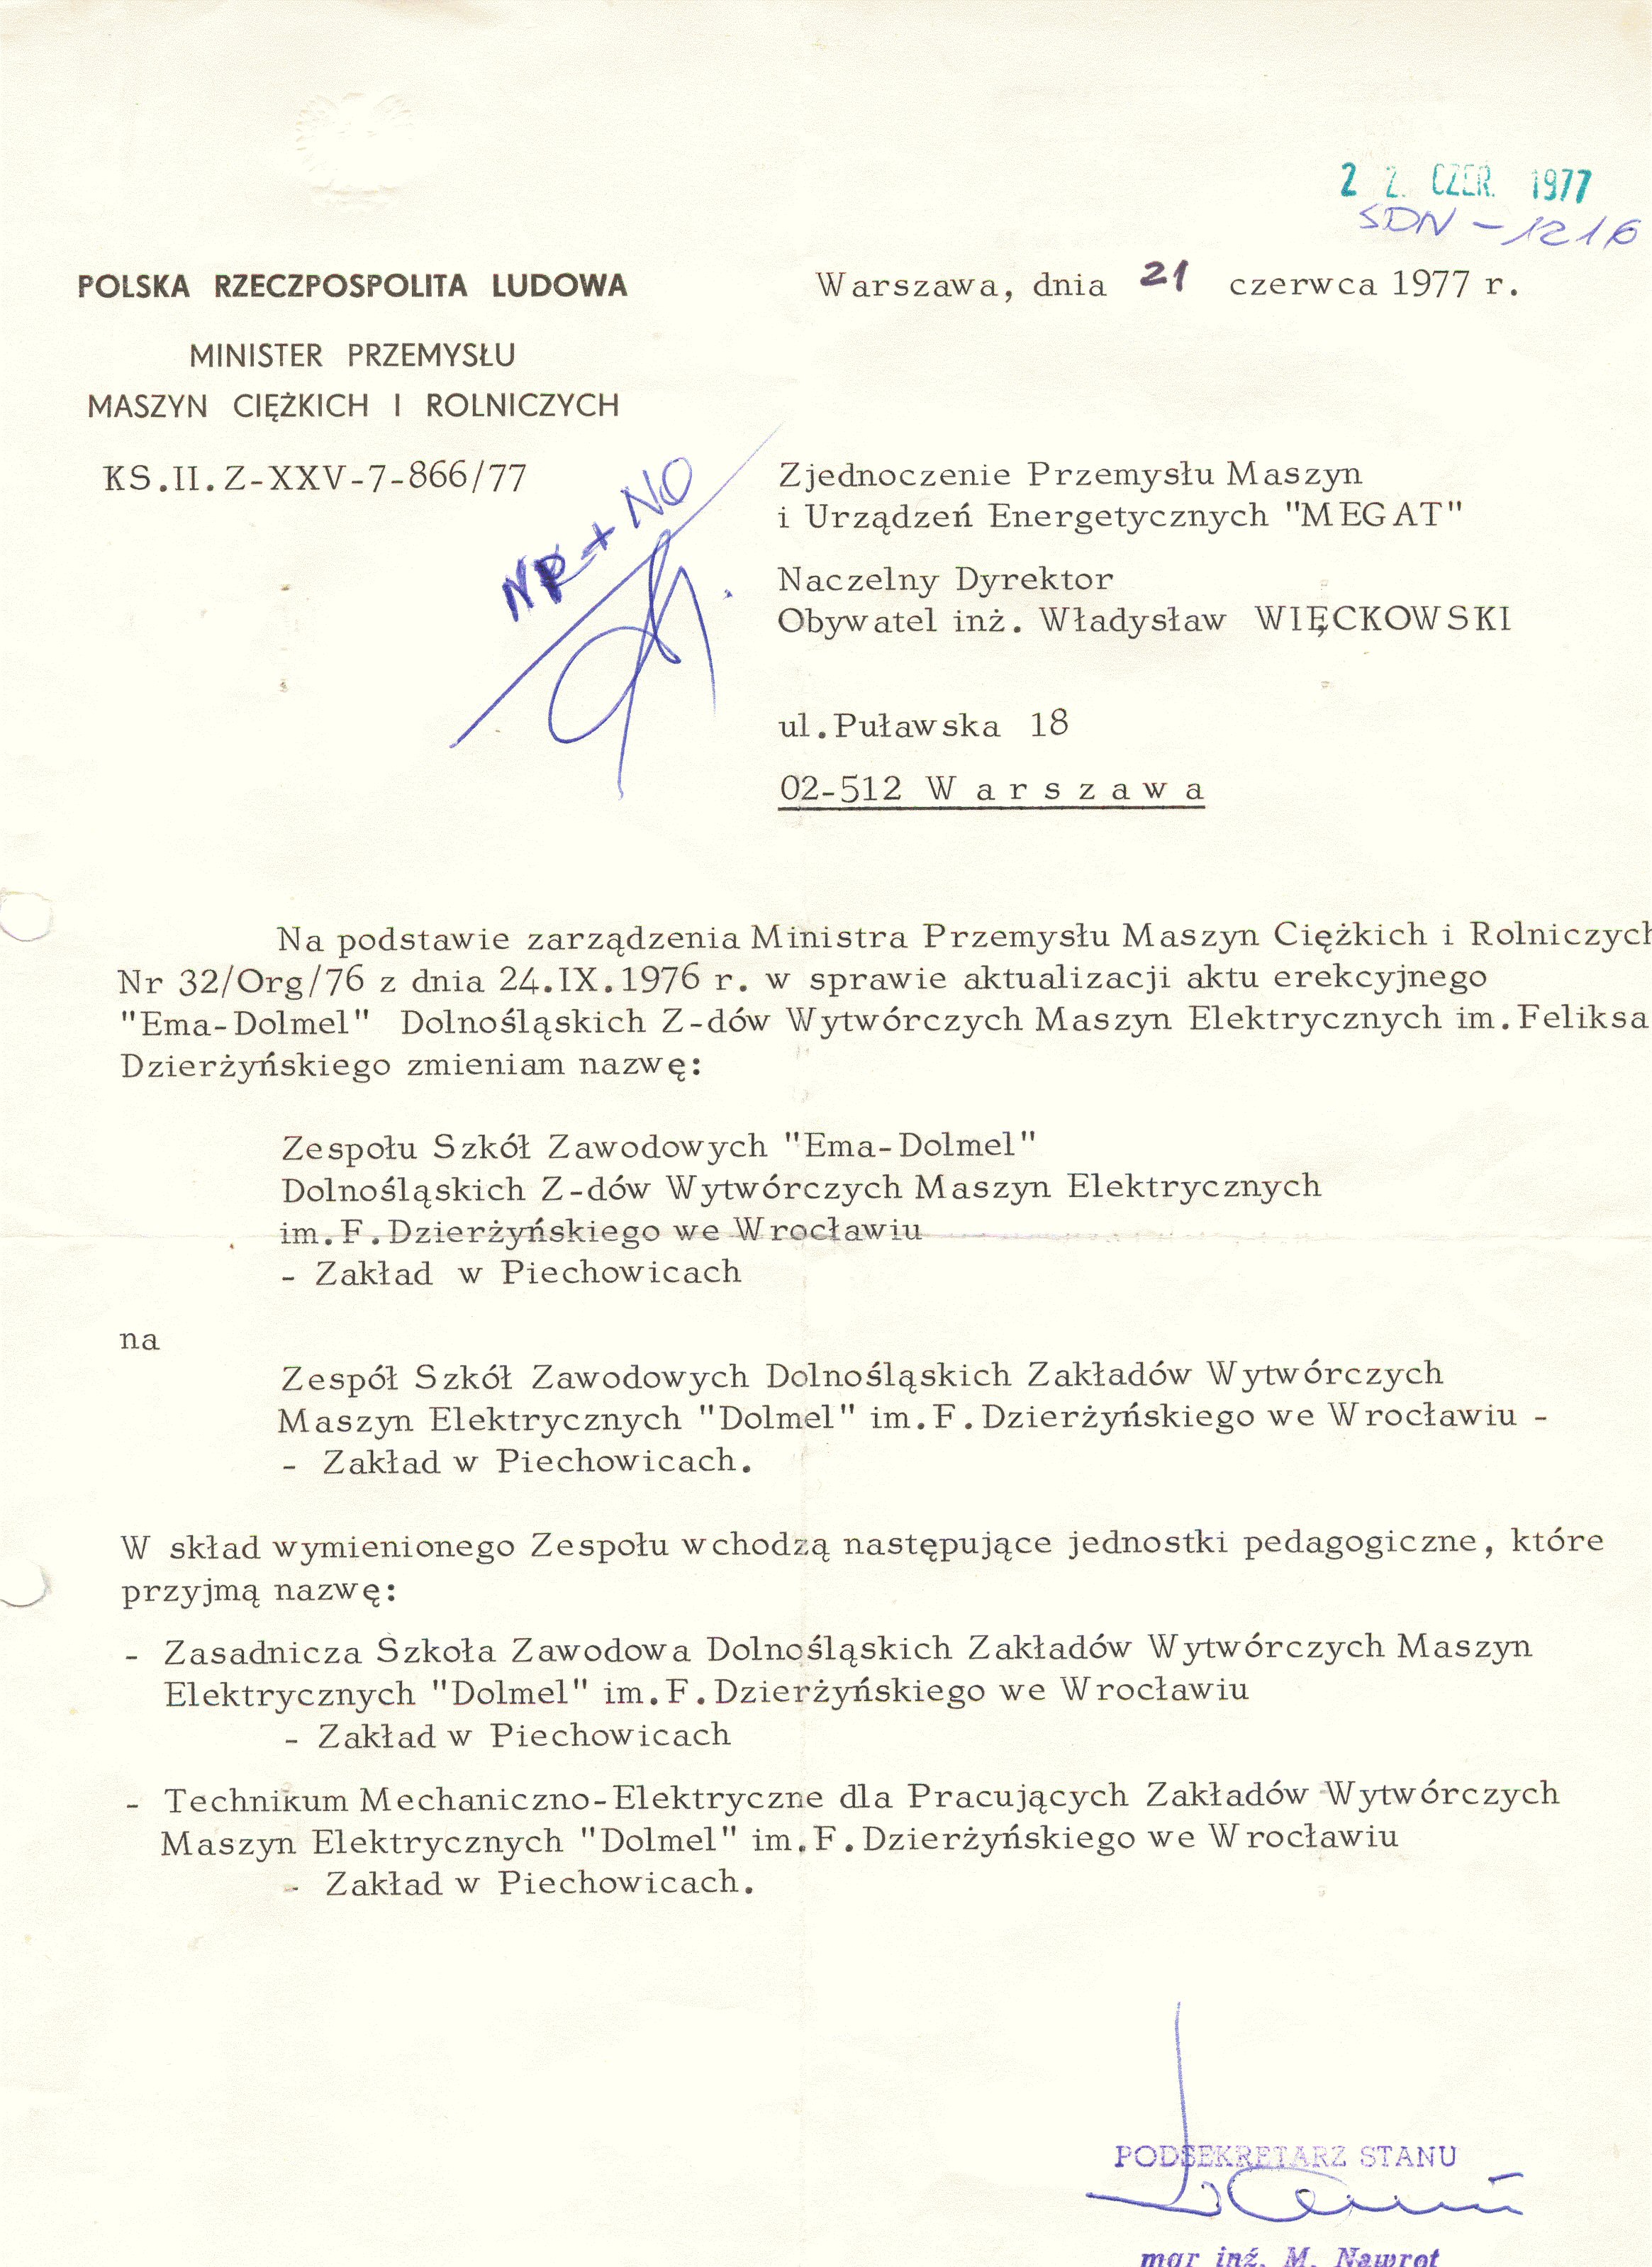 22. CZER. 1977
SDN - 1216
POLSKA RZECZPOSPOLITA LUDOWA
Warszawa, dnia 21 czerwca 1977 r.
MINISTER PRZEMYSŁU
MASZYN CIĘŻKICH I ROLNICZYCH
KS.II.Z-XXV-7-866/77
NR + NO
Zjednoczenie Przemysłu Maszyn
i Urządzeń Energetycznych "MEGAT"
Naczelny Dyrektor
Obywatel inż. Władysław WIĘCKOWSKI
ul.Puławska 18
02-512 W a r s z a w a
Na podstawie zarządzenia Ministra Przemysłu Maszyn Ciężkich i Rolniczych
Nr 32/Org/76 z dnia 24.IX.1976 r. w sprawie aktualizacji aktu erekcyjnego
"Ema-Dolmel" Dolnośląskich Z-dów Wytwórczych Maszyn Elektrycznych im.Feliksa
Dzierżyńskiego zmieniam nazwę:
Zespołu Szkół Zawodowych "Ema-Dolmel"
Dolnośląskich Z-dów Wytwórczych Maszyn Elektrycznych
im.F.Dzierżyńskiego we Wrocławiu
- Zakład w Piechowicach
na
Zespół Szkół Zawodowych Dolnośląskich Zakładów Wytwórczych
Maszyn Elektrycznych "Dolmel" im.F.Dzierżyńskiego we Wrocławiu -
- Zakład w Piechowicach.
W skład wymienionego Zespołu wchodzą następujące jednostki pedagogiczne, które
przyjmą nazwę:
- Zasadnicza Szkoła Zawodowa Dolnośląskich Zakładów Wytwórczych Maszyn
Elektrycznych "Dolmel" im.F.Dzierżyńskiego we Wrocławiu
- Zakład w Piechowicach
- Technikum Mechaniczno-Elektryczne dla Pracujących Zakładów Wytwórczych
Maszyn Elektrycznych "Dolmel" im.F.Dzierżyńskiego we Wrocławiu
- Zakład w Piechowicach.
PODSEKRETARZ STANU
mgr inż. M. Nawrot